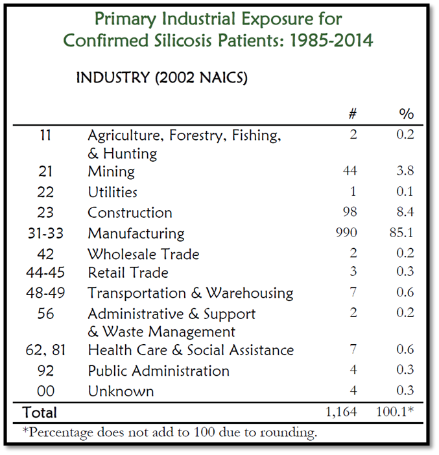 Primary Industrial Exposure for
Confirmed Silicosis Patients: 1985-2014
INDUSTRY (2002 NAICS)
# %
11 Agriculture, Forestry, Fishing, 2 0.2
& Hunting
21 Mining 44 3.8
22 Utilities 1 0.1
23 Construction 98 8.4
31-33 Manufacturing 990 85.1
42 Wholesale Trade 2 0.2
44-45 Retail Trade 3 0.3
48-49 Transportation & Warehousing 7 0.6
56 Administrative & Support 2 0.2
& Waste Management
62, 81 Health Care & Social Assistance 7 0.6
92 Public Administration 4 0.3
00 Unknown 4 0.3
Total 1,164 100.1*
*Percentage does not add to 100 due to rounding.